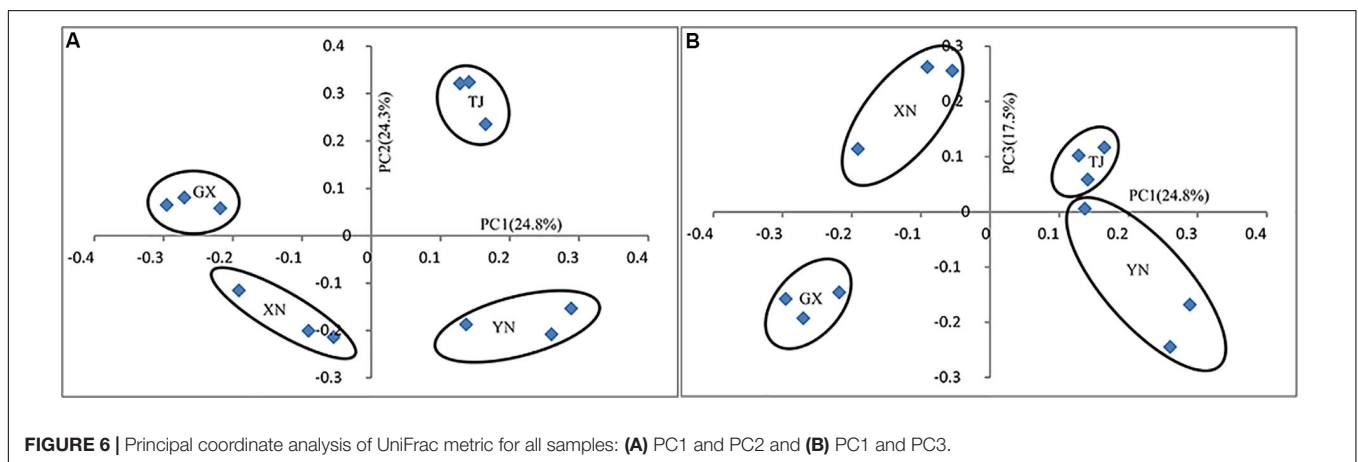 A
0.4
0.3
0.2
0.1
0
-0.1
-0.2
-0.3
PC2(24.3%)
PC1(24.8%)
-0.4 -0.3 -0.2 -0.1 0.1 0.2 0.3 0.4
TJ
GX
XN
YN
B
0.3
0.2
0.1
0
-0.1
-0.2
-0.3
PC3(17.5%)
PC1(24.8%)
-0.4 -0.3 -0.2 -0.1 0 0.1 0.2 0.3 0.4
XN
TJ
YN
GX
FIGURE 6 | Principal coordinate analysis of UniFrac metric for all samples: (A) PC1 and PC2 and (B) PC1 and PC3.